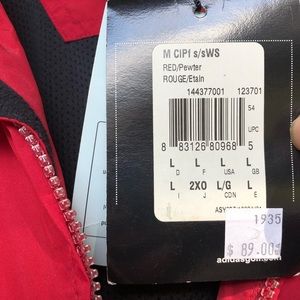 M CIPf s/sWS
RED/Pewter
ROUGE/Etain
144377001 123701
54
UPC
8 83126 80968 5
L L L L
D F USA GB
L 2XO L/G L
I J CDN E
1935
$ 89.00
adidasgolf.com